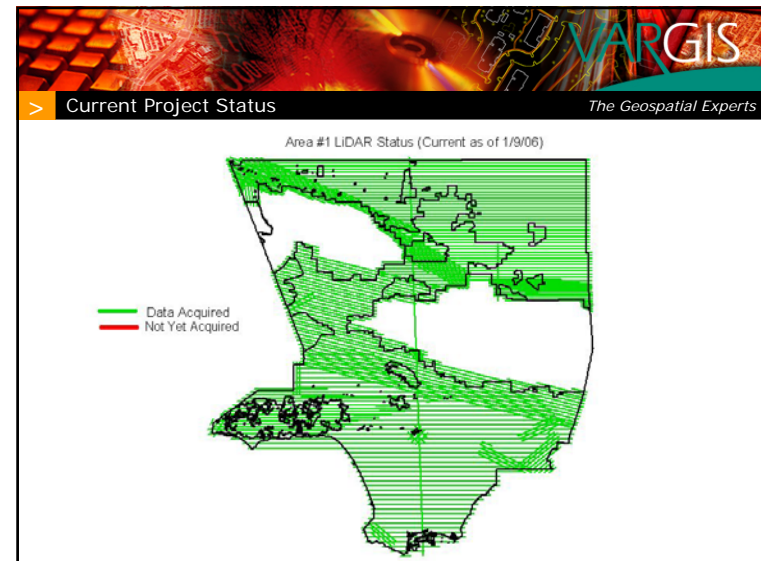 VARGIS
> Current Project Status
The Geospatial Experts
Area #1 LiDAR Status (Current as of 1/9/06)
Data Acquired
Not Yet Acquired